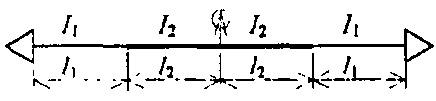 I₁ I₂ I₂ I₁
l₁ l₂ l₂ l₁